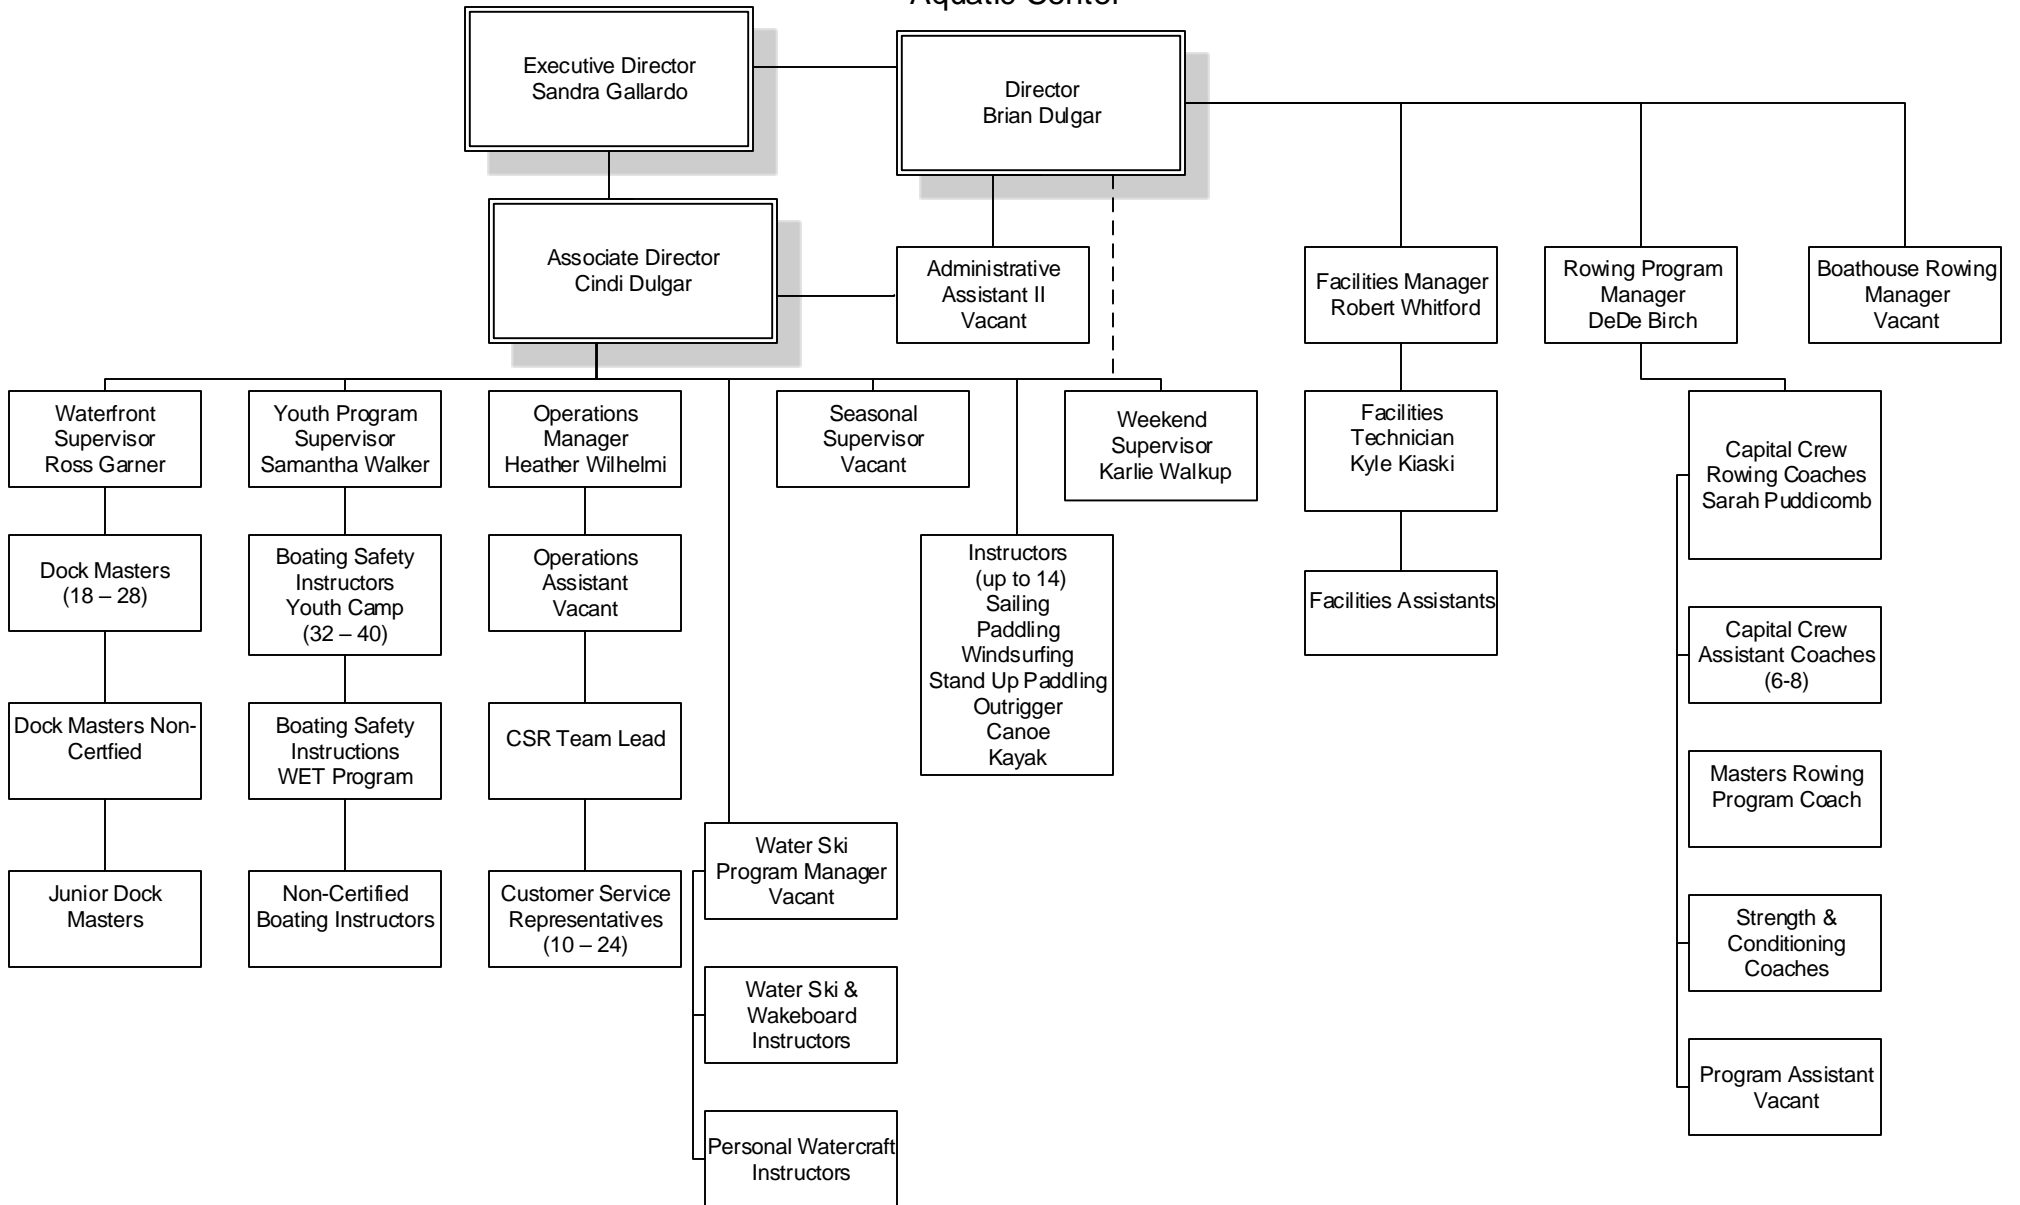 Aquatic Center
Executive Director
Sandra Gallardo
Director
Brian Dulgar
Associate Director
Cindi Dulgar
Administrative
Assistant II
Vacant
Facilities Manager
Robert Whitford
Rowing Program
Manager
DeDe Birch
Boathouse Rowing
Manager
Vacant
Waterfront
Supervisor
Ross Garner
Youth Program
Supervisor
Samantha Walker
Operations
Manager
Heather Wilhelmi
Seasonal
Supervisor
Vacant
Weekend
Supervisor
Karlie Walkup
Facilities
Technician
Kyle Kiaski
Capital Crew
Rowing Coaches
Sarah Puddicomb
Dock Masters
(18 – 28)
Boating Safety
Instructors
Youth Camp
(32 – 40)
Operations
Assistant
Vacant
Instructors
(up to 14)
Sailing
Paddling
Windsurfing
Stand Up Paddling
Outrigger
Canoe
Kayak
Facilities Assistants
Capital Crew
Assistant Coaches
(6-8)
Dock Masters Non-
Certfied
Boating Safety
Instructions
WET Program
CSR Team Lead
Masters Rowing
Program Coach
Water Ski
Program Manager
Vacant
Junior Dock
Masters
Non-Certified
Boating Instructors
Customer Service
Representatives
(10 – 24)
Strength &
Conditioning
Coaches
Water Ski &
Wakeboard
Instructors
Program Assistant
Vacant
Personal Watercraft
Instructors